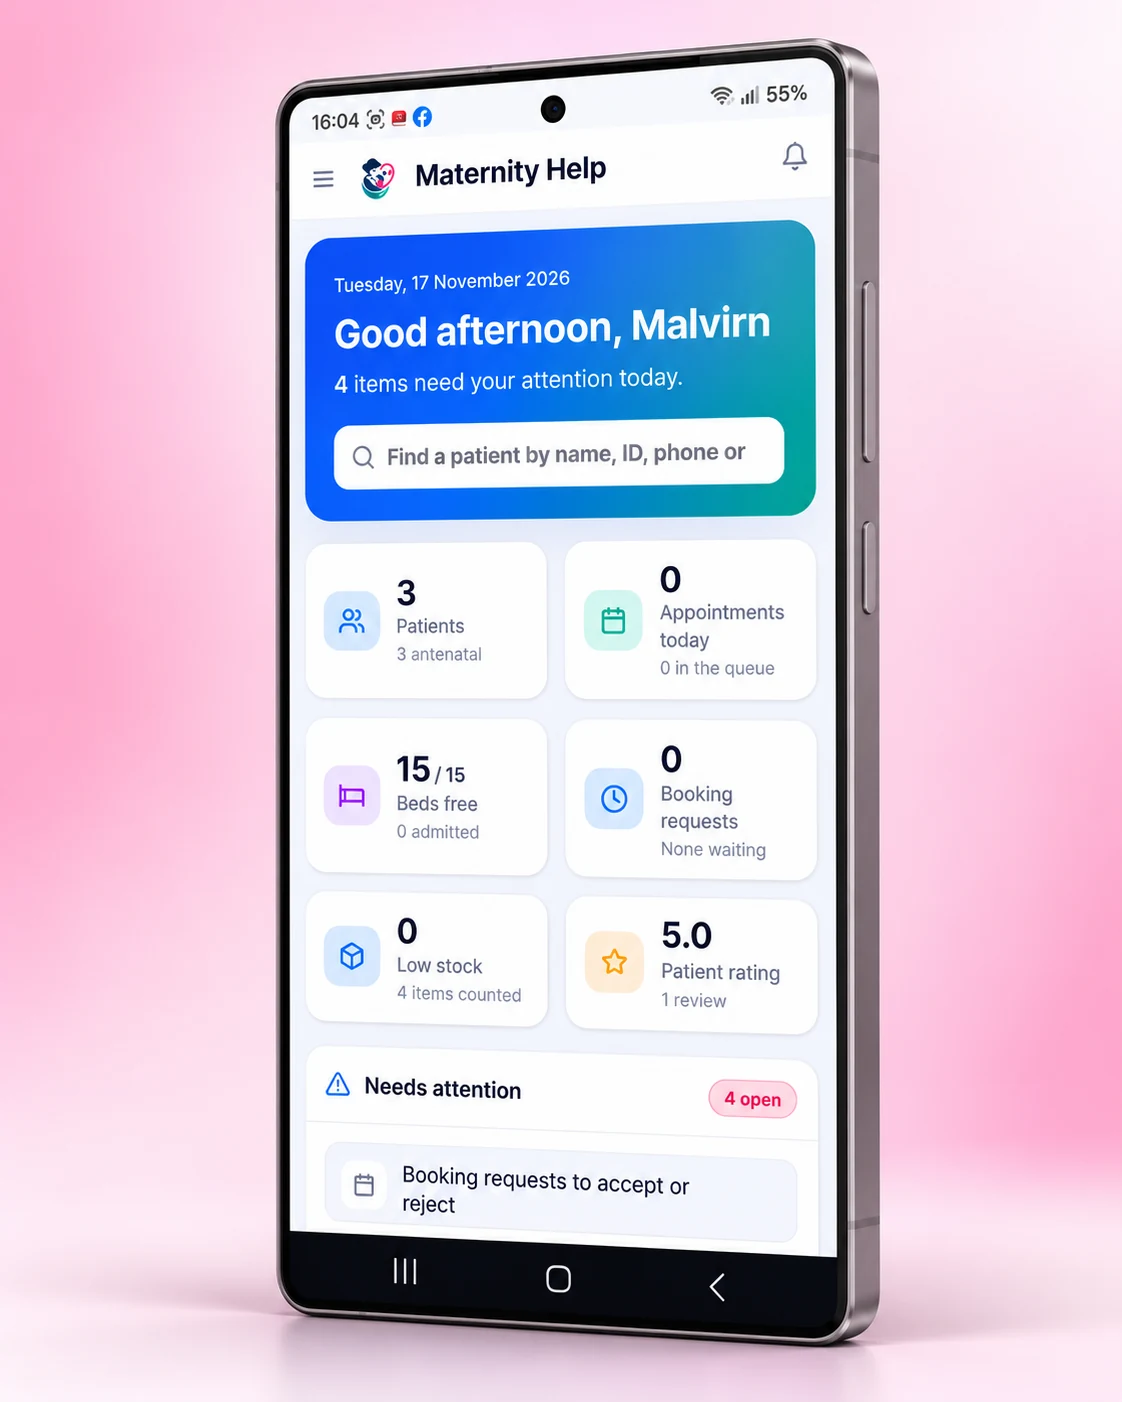 16:04
55%
Maternity Help
Tuesday, 17 November 2026
Good afternoon, Malvirn
4 items need your attention today.
Find a patient by name, ID, phone or
3
Patients
3 antenatal
0
Appointments
today
0 in the queue
15 / 15
Beds free
0 admitted
0
Booking
requests
None waiting
0
Low stock
4 items counted
5.0
Patient rating
1 review
Needs attention
4 open
Booking requests to accept or
reject